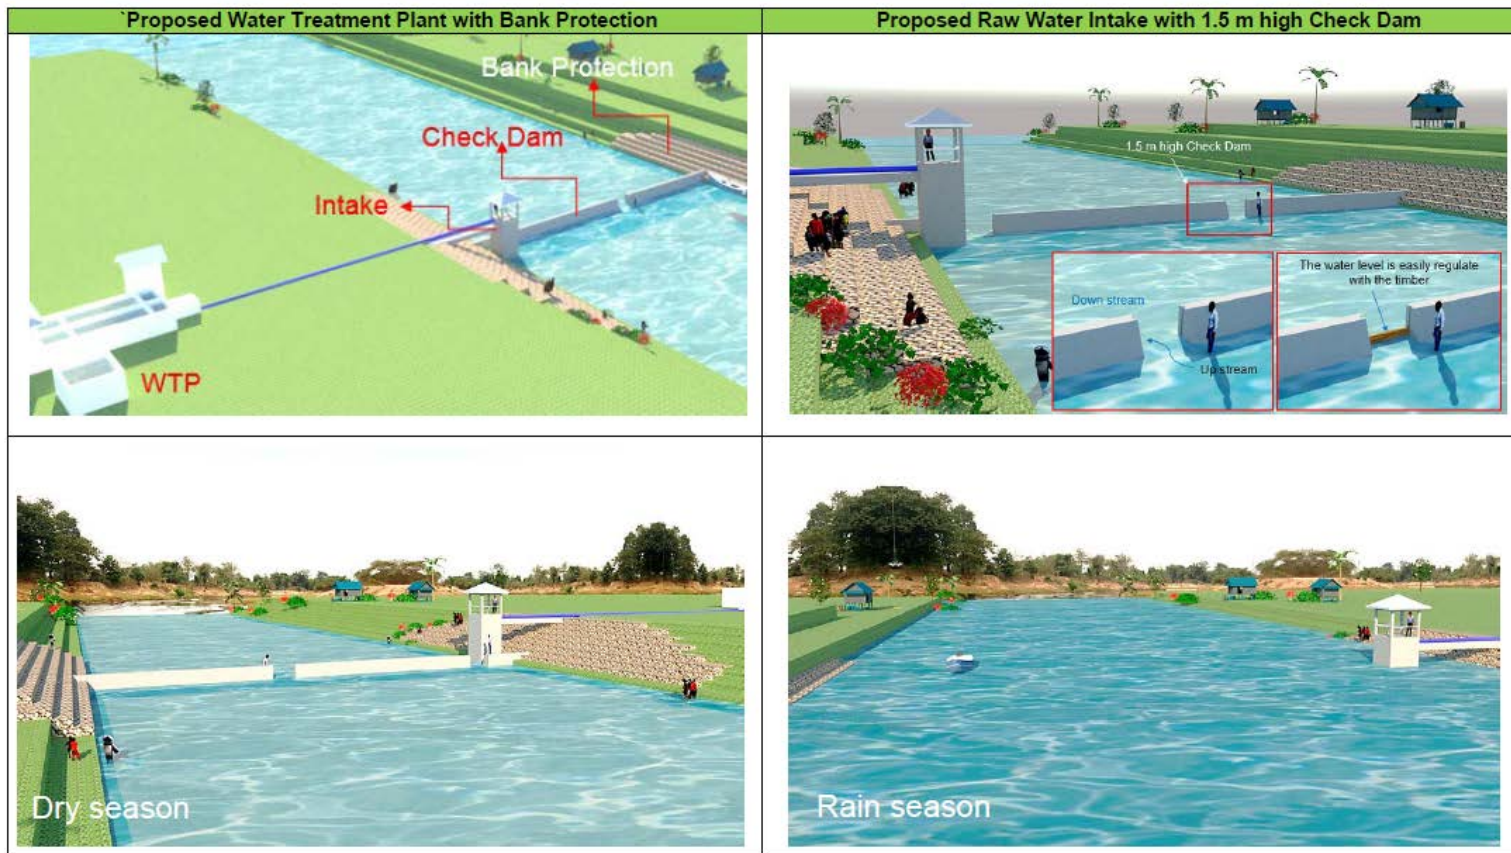 `Proposed Water Treatment Plant with Bank Protection
Proposed Raw Water Intake with 1.5 m high Check Dam
Bank Protection
Check Dam
Intake
WTP
1.5 m high Check Dam
Down stream
Up stream
The water level is easily regulate
with the timber
Dry season
Rain season